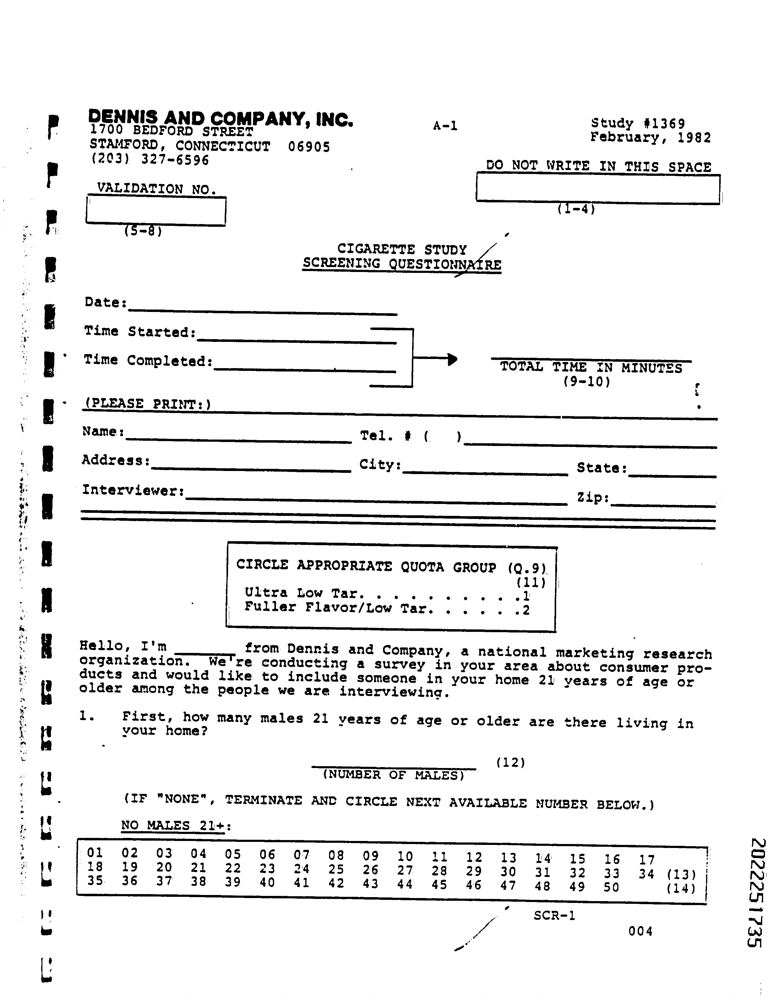 DENNIS AND COMPANY, INC.
1700 BEDFORD STREET
STAMFORD, CONNECTICUT 06905
(203) 327-6596
A-1
Study #1369
February, 1982
DO NOT WRITE IN THIS SPACE
(1-4)
VALIDATION NO.
(5-8)
CIGARETTE STUDY
SCREENING QUESTIONNAIRE
Date:
Time Started:
Time Completed:
TOTAL TIME IN MINUTES
(9-10)
(PLEASE PRINT:)
Name: Tel. # ( )
Address: City: State:
Interviewer: Zip:
CIRCLE APPROPRIATE QUOTA GROUP (Q.9)
(11)
Ultra Low Tar. . . . . . . . . . .1
Fuller Flavor/Low Tar. . . . . .2
Hello, I'm ______ from Dennis and Company, a national marketing research
organization. We're conducting a survey in your area about consumer pro-
ducts and would like to include someone in your home 21 years of age or
older among the people we are interviewing.
1. First, how many males 21 years of age or older are there living in
your home?
(12)
(NUMBER OF MALES)
(IF "NONE", TERMINATE AND CIRCLE NEXT AVAILABLE NUMBER BELOW.)
NO MALES 21+:
01 02 03 04 05 06 07 08 09 10 11 12 13 14 15 16 17
18 19 20 21 22 23 24 25 26 27 28 29 30 31 32 33 34 (13)
35 36 37 38 39 40 41 42 43 44 45 46 47 48 49 50 (14)
SCR-1
004
2022251735